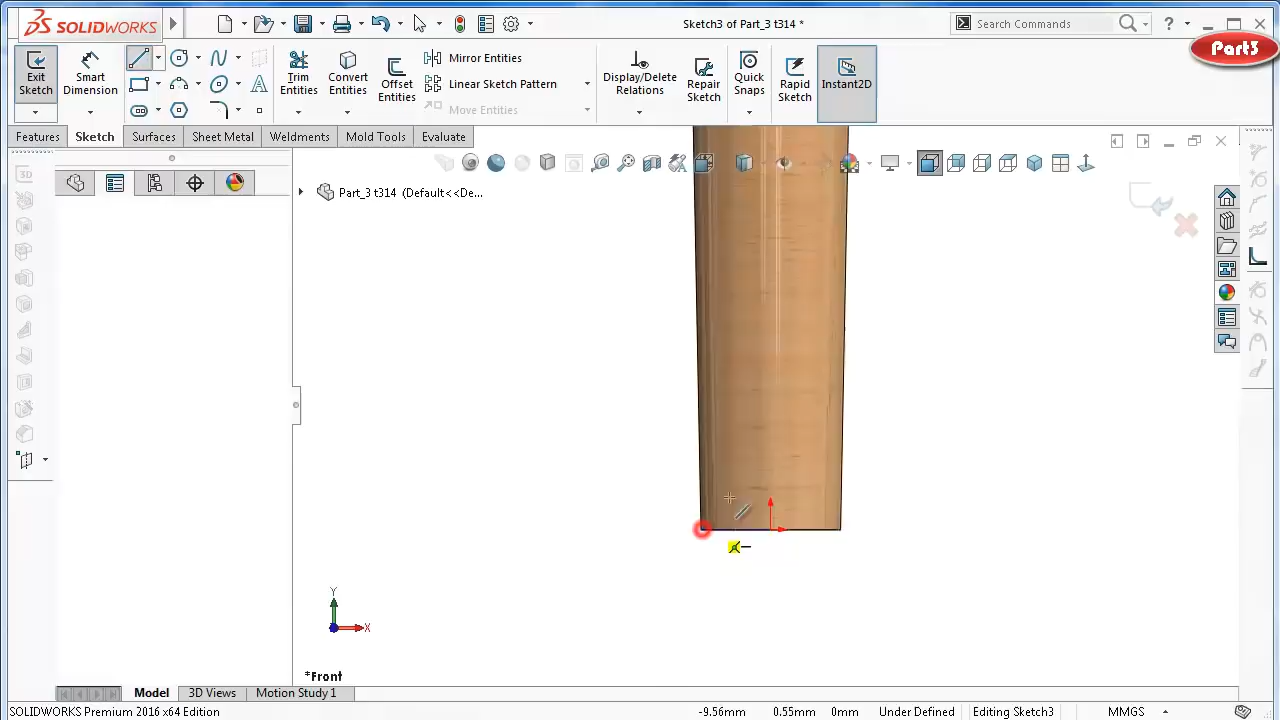 SOLIDWORKS
Sketch3 of Part_3 t314 *
Search Commands
?
Part3
Exit Sketch
Smart Dimension
Trim Entities
Convert Entities
Offset Entities
Mirror Entities
Linear Sketch Pattern
Move Entities
Display/Delete Relations
Repair Sketch
Quick Snaps
Rapid Sketch
Instant2D
Features
Sketch
Surfaces
Sheet Metal
Weldments
Mold Tools
Evaluate
Part_3 t314 (Default<<De...
Y
X
*Front
Model
3D Views
Motion Study 1
SOLIDWORKS Premium 2016 x64 Edition
-9.56mm
0.55mm
0mm
Under Defined
Editing Sketch3
MMGS